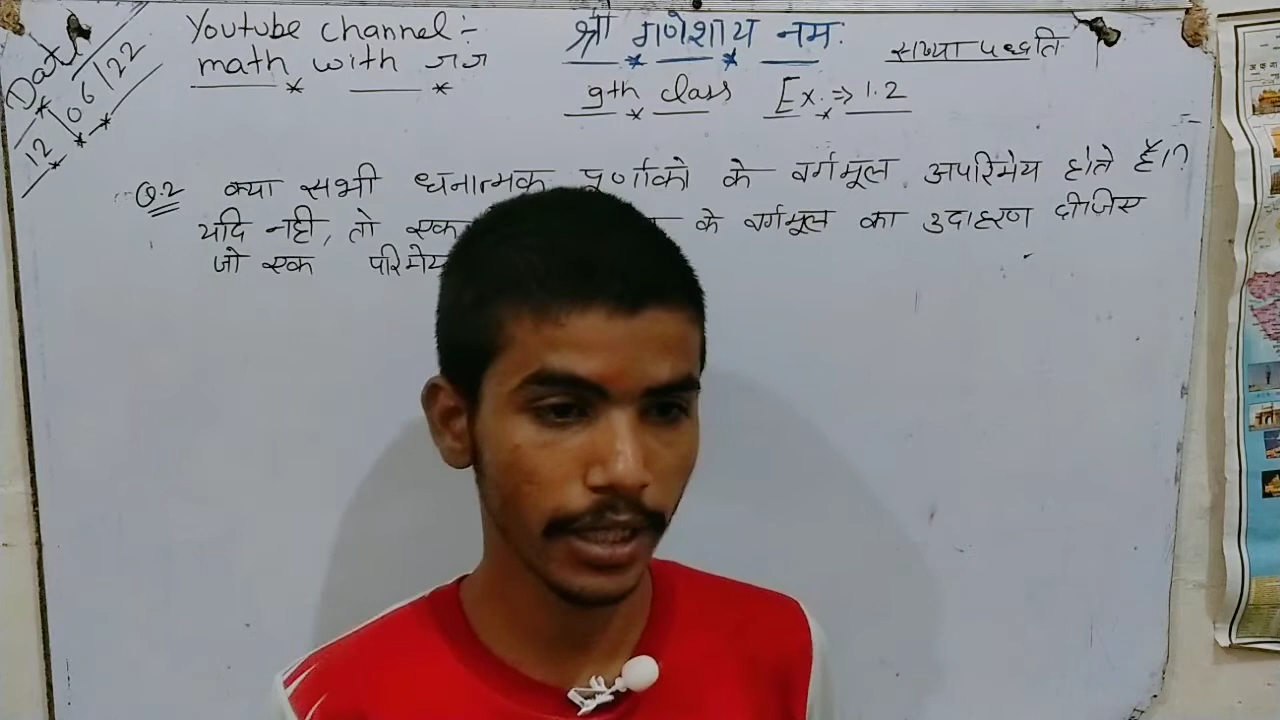 Date
12/06/22
Youtube channel :-
math with जज
श्री गणेशाय नमः
9th class Ex. => 1.2
संख्या पद्धति
Q.2 क्या सभी धनात्मक पूर्णांको के वर्गमूल अपरिमेय होते हैं?
यदि नही, तो एक के वर्गमूल का उदाहरण दीजिए
जो एक परिमेय